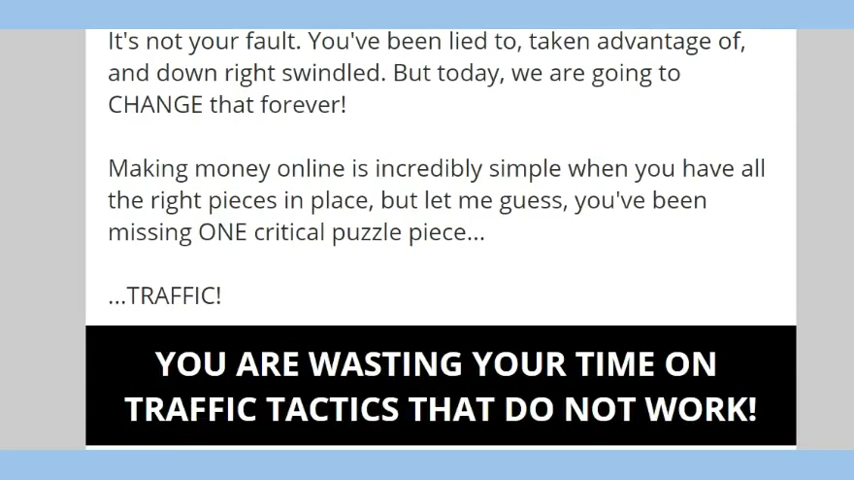 It's not your fault. You've been lied to, taken advantage of,
and down right swindled. But today, we are going to
CHANGE that forever!
Making money online is incredibly simple when you have all
the right pieces in place, but let me guess, you've been
missing ONE critical puzzle piece...
...TRAFFIC!
YOU ARE WASTING YOUR TIME ON
TRAFFIC TACTICS THAT DO NOT WORK!